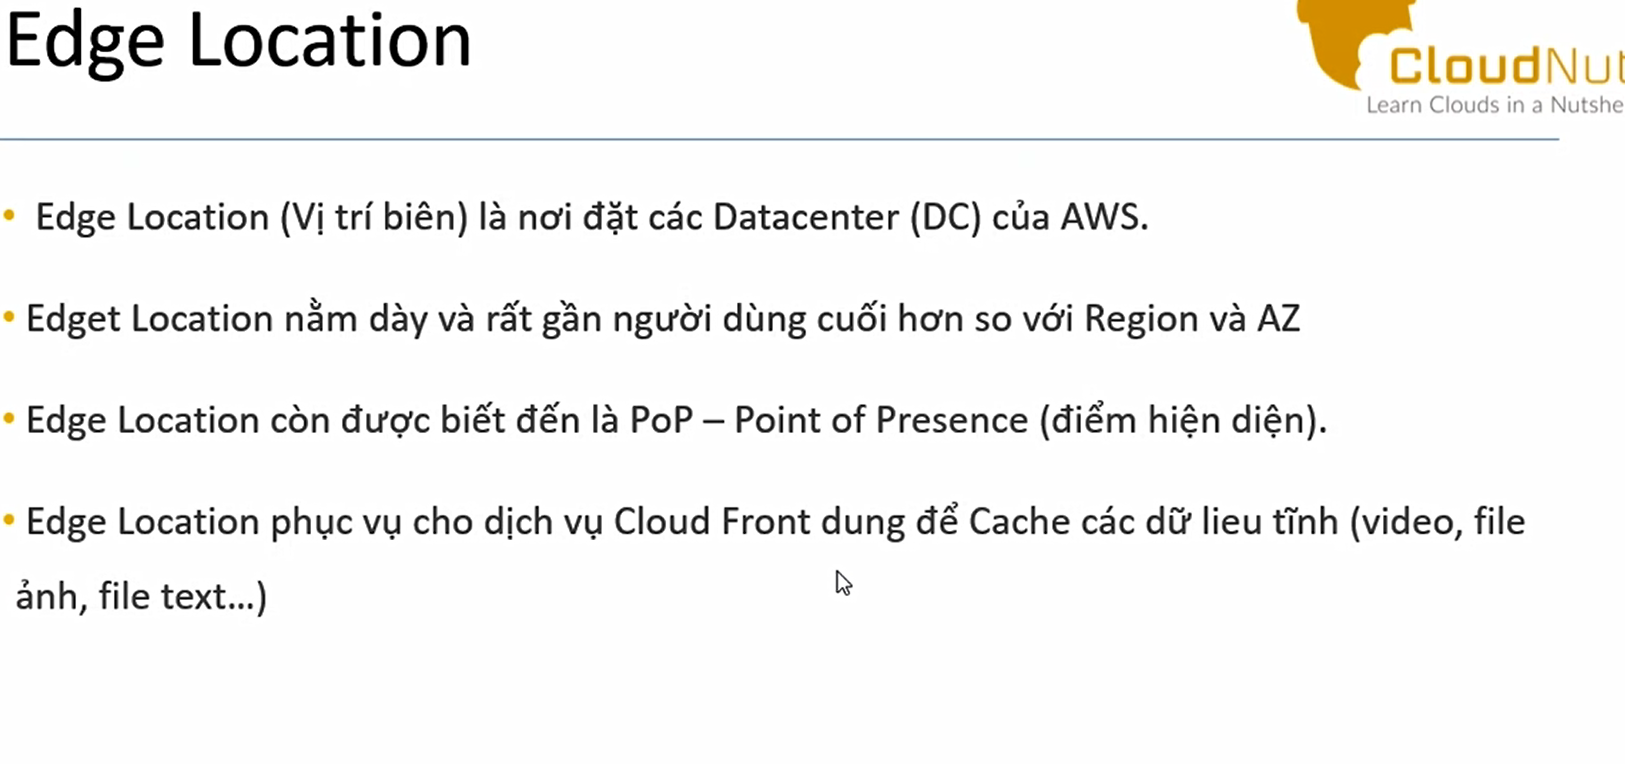 Edge Location
CloudNut
Learn Clouds in a Nutshe
• Edge Location (Vị trí biên) là nơi đặt các Datacenter (DC) của AWS.
• Edget Location nằm dày và rất gần người dùng cuối hơn so với Region và AZ
• Edge Location còn được biết đến là PoP – Point of Presence (điểm hiện diện).
• Edge Location phục vụ cho dịch vụ Cloud Front dung để Cache các dữ lieu tĩnh (video, file
ảnh, file text...)